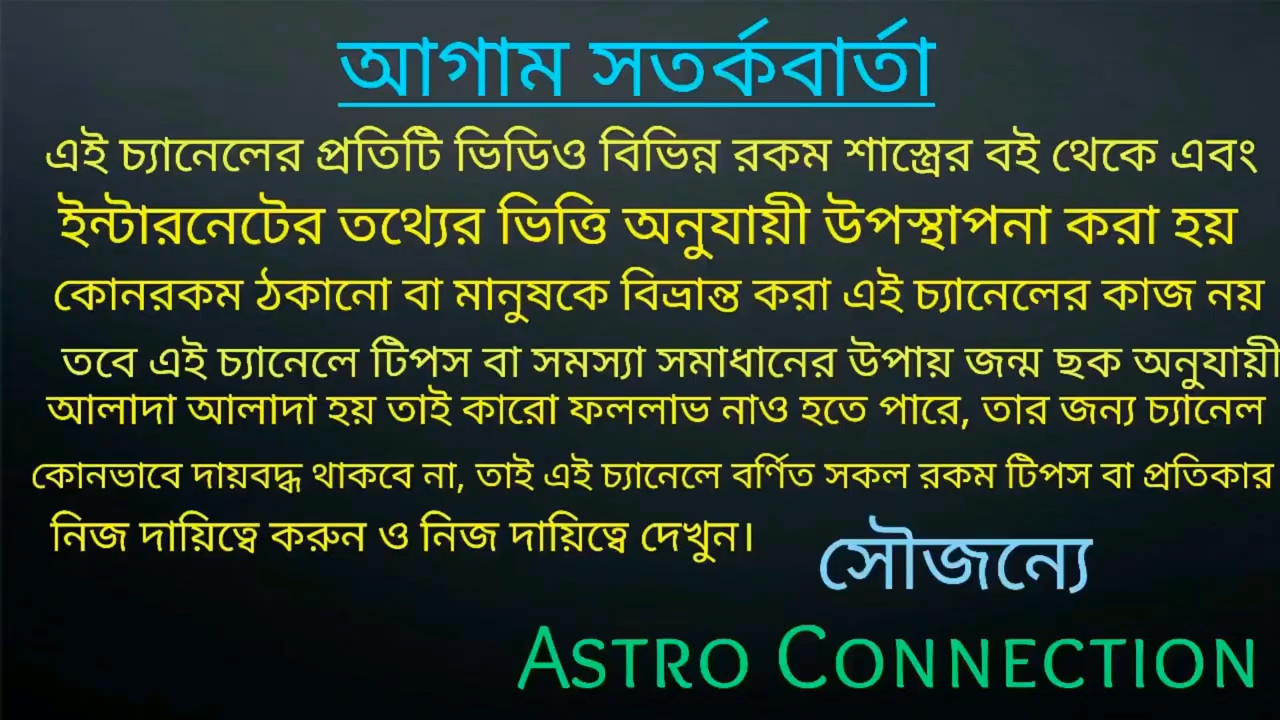 আগাম সতর্কবার্তা
এই চ্যানেলের প্রতিটি ভিডিও বিভিন্ন রকম শাস্ত্রের বই থেকে এবং
ইন্টারনেটের তথ্যের ভিত্তি অনুযায়ী উপস্থাপনা করা হয়
কোনরকম ঠকানো বা মানুষকে বিভ্রান্ত করা এই চ্যানেলের কাজ নয়
তবে এই চ্যানেলে টিপস বা সমস্যা সমাধানের উপায় জন্ম ছক অনুযায়ী
আলাদা আলাদা হয় তাই কারো ফললাভ নাও হতে পারে, তার জন্য চ্যানেল
কোনভাবে দায়বদ্ধ থাকবে না, তাই এই চ্যানেলে বর্ণিত সকল রকম টিপস বা প্রতিকার
নিজ দায়িত্বে করুন ও নিজ দায়িত্বে দেখুন।
সৌজন্যে
ASTRO CONNECTION